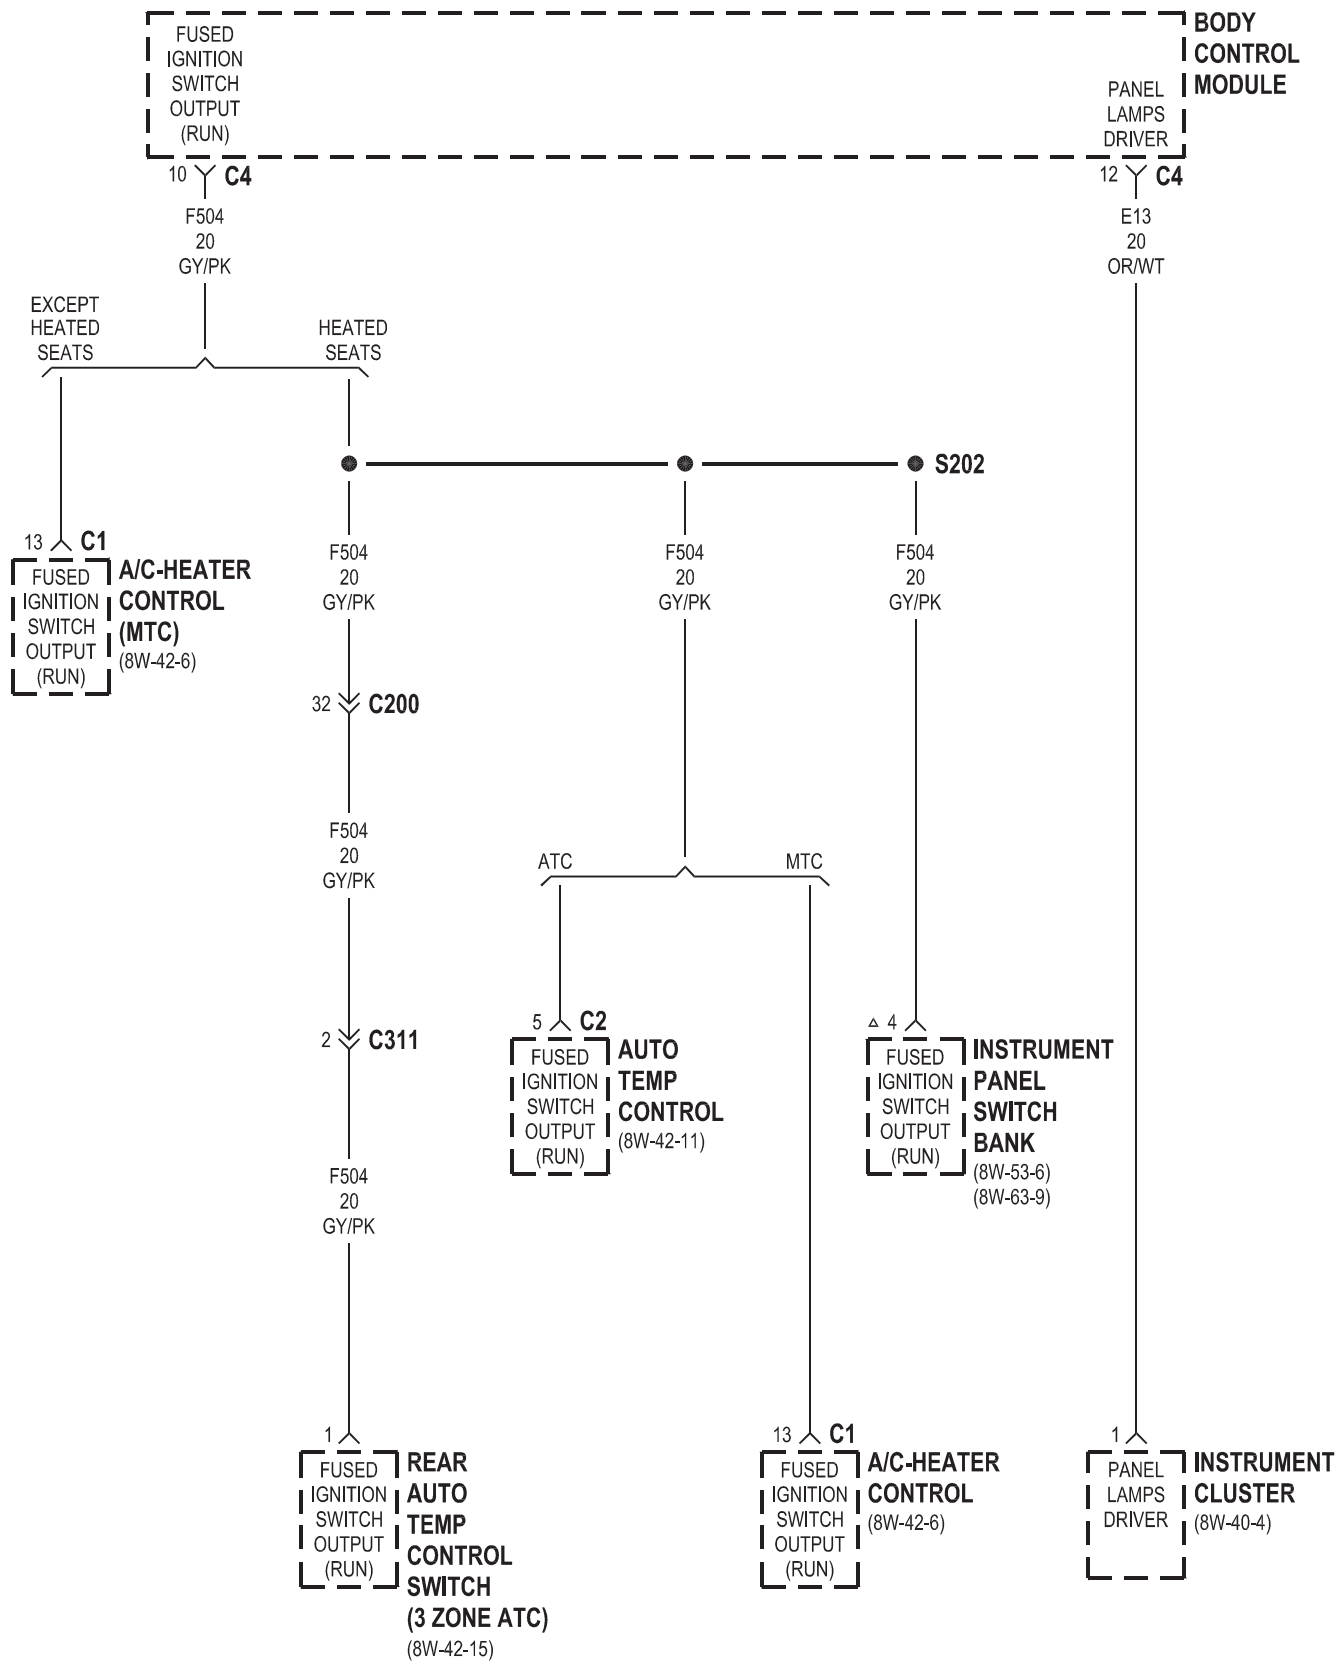 BODY
CONTROL
MODULE
FUSED
IGNITION
SWITCH
OUTPUT
(RUN)
PANEL
LAMPS
DRIVER
10 C4
12 C4
F504
20
GY/PK
E13
20
OR/WT
EXCEPT
HEATED
SEATS
HEATED
SEATS
S202
13 C1
FUSED
IGNITION
SWITCH
OUTPUT
(RUN)
A/C-HEATER
CONTROL
(MTC)
(8W-42-6)
F504
20
GY/PK
F504
20
GY/PK
F504
20
GY/PK
32 C200
F504
20
GY/PK
ATC
MTC
2 C311
5 C2
FUSED
IGNITION
SWITCH
OUTPUT
(RUN)
AUTO
TEMP
CONTROL
(8W-42-11)
4
FUSED
IGNITION
SWITCH
OUTPUT
(RUN)
INSTRUMENT
PANEL
SWITCH
BANK
(8W-53-6)
(8W-63-9)
F504
20
GY/PK
1
FUSED
IGNITION
SWITCH
OUTPUT
(RUN)
REAR
AUTO
TEMP
CONTROL
SWITCH
(3 ZONE ATC)
(8W-42-15)
13 C1
FUSED
IGNITION
SWITCH
OUTPUT
(RUN)
A/C-HEATER
CONTROL
(8W-42-6)
1
PANEL
LAMPS
DRIVER
INSTRUMENT
CLUSTER
(8W-40-4)